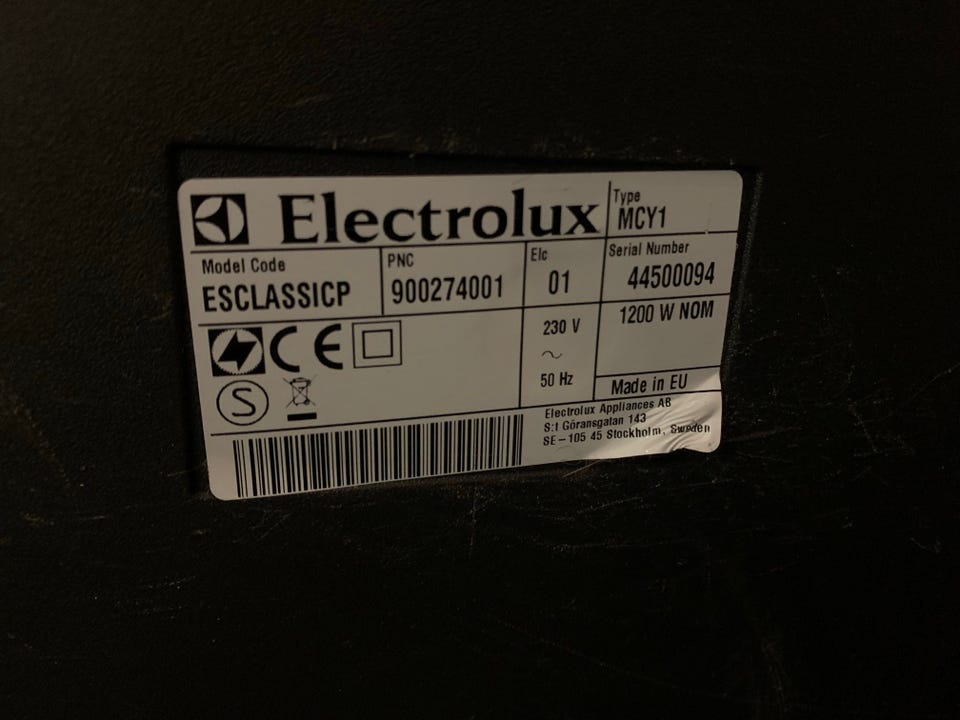 Electrolux
Type
MCY1
Model Code
ESCLASSICP
PNC
900274001
Elc
01
Serial Number
44500094
230 V
~
50 Hz
1200 W NOM
CE
S
Made in EU
Electrolux Appliances AB
S:t Göransgatan 143
SE-105 45 Stockholm, Sweden